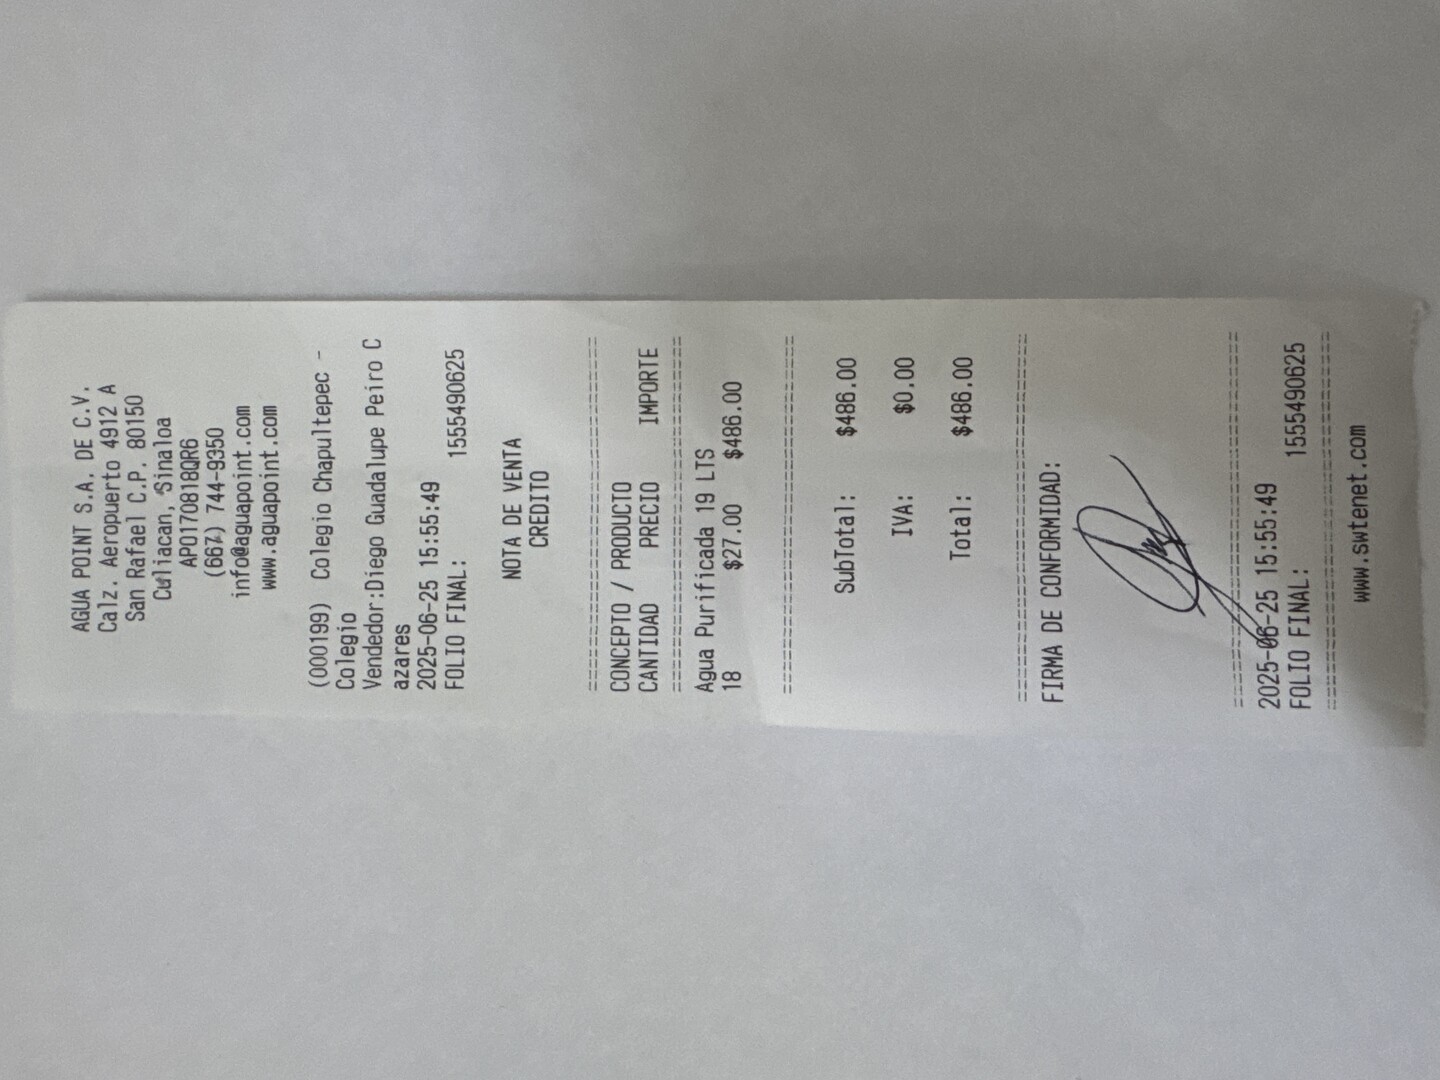 AGUA POINT S.A. DE C.V.
Calz. Aeropuerto 4912 A
San Rafael C.P. 80150
Culiacan, Sinaloa
APO170818QR6
(667) 744-9350
info@aguapoint.com
www.aguapoint.com
(000199) Colegio Chapultepec -
Colegio
Vendedor:Diego Guadalupe Peiro C
azares
2025-06-25 15:55:49
FOLIO FINAL: 1555490625
NOTA DE VENTA
CREDITO
================================
CONCEPTO / PRODUCTO
CANTIDAD PRECIO IMPORTE
================================
Agua Purificada 19 LTS
18 $27.00 $486.00
================================
SubTotal: $486.00
IVA: $0.00
Total: $486.00
================================
FIRMA DE CONFORMIDAD:
================================
2025-06-25 15:55:49
FOLIO FINAL: 1555490625
================================
www.swtenet.com